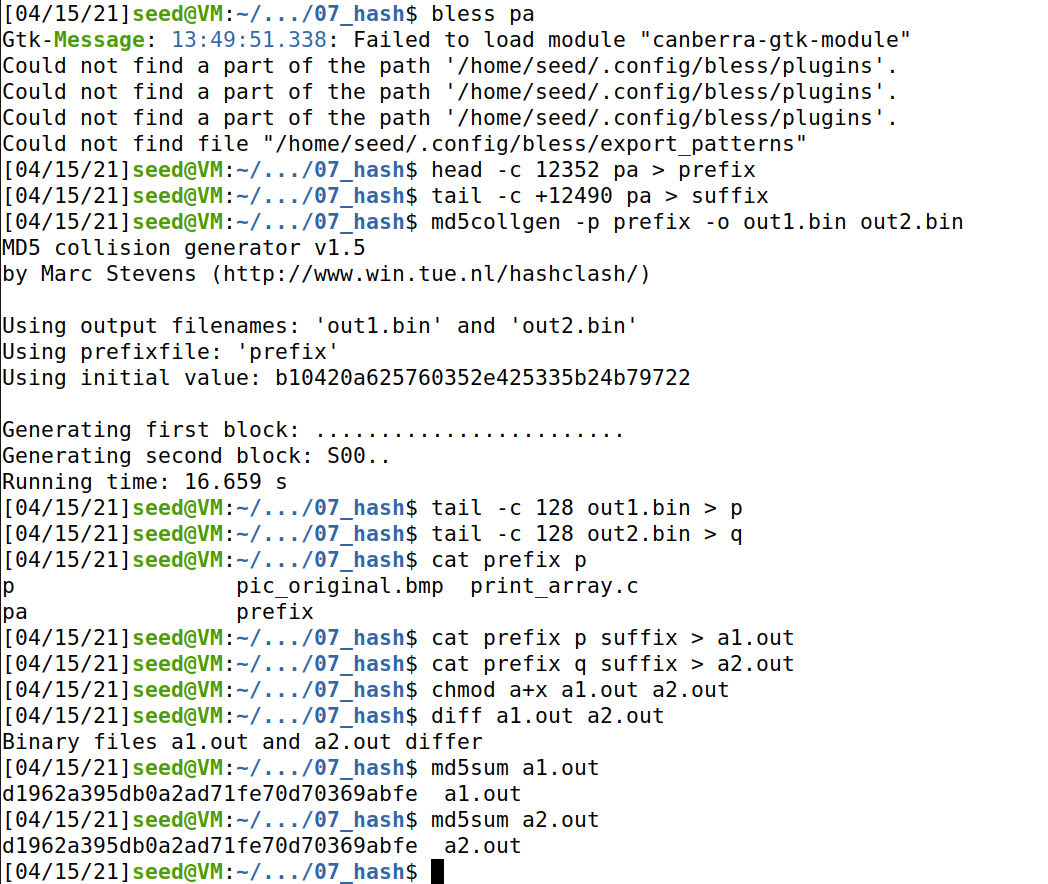 [04/15/21]seed@VM:~/.../07_hash$ bless pa
Gtk-Message: 13:49:51.338: Failed to load module "canberra-gtk-module"
Could not find a part of the path '/home/seed/.config/bless/plugins'.
Could not find a part of the path '/home/seed/.config/bless/plugins'.
Could not find a part of the path '/home/seed/.config/bless/plugins'.
Could not find file "/home/seed/.config/bless/export_patterns"
[04/15/21]seed@VM:~/.../07_hash$ head -c 12352 pa > prefix
[04/15/21]seed@VM:~/.../07_hash$ tail -c +12490 pa > suffix
[04/15/21]seed@VM:~/.../07_hash$ md5collgen -p prefix -o out1.bin out2.bin
MD5 collision generator v1.5
by Marc Stevens (http://www.win.tue.nl/hashclash/)

Using output filenames: 'out1.bin' and 'out2.bin'
Using prefixfile: 'prefix'
Using initial value: b10420a625760352e425335b24b79722

Generating first block: ........................
Generating second block: S00..
Running time: 16.659 s
[04/15/21]seed@VM:~/.../07_hash$ tail -c 128 out1.bin > p
[04/15/21]seed@VM:~/.../07_hash$ tail -c 128 out2.bin > q
[04/15/21]seed@VM:~/.../07_hash$ cat prefix p
p                 pic_original.bmp  print_array.c
pa                prefix
[04/15/21]seed@VM:~/.../07_hash$ cat prefix p suffix > a1.out
[04/15/21]seed@VM:~/.../07_hash$ cat prefix q suffix > a2.out
[04/15/21]seed@VM:~/.../07_hash$ chmod a+x a1.out a2.out
[04/15/21]seed@VM:~/.../07_hash$ diff a1.out a2.out
Binary files a1.out and a2.out differ
[04/15/21]seed@VM:~/.../07_hash$ md5sum a1.out
d1962a395db0a2ad71fe70d70369abfe  a1.out
[04/15/21]seed@VM:~/.../07_hash$ md5sum a2.out
d1962a395db0a2ad71fe70d70369abfe  a2.out
[04/15/21]seed@VM:~/.../07_hash$